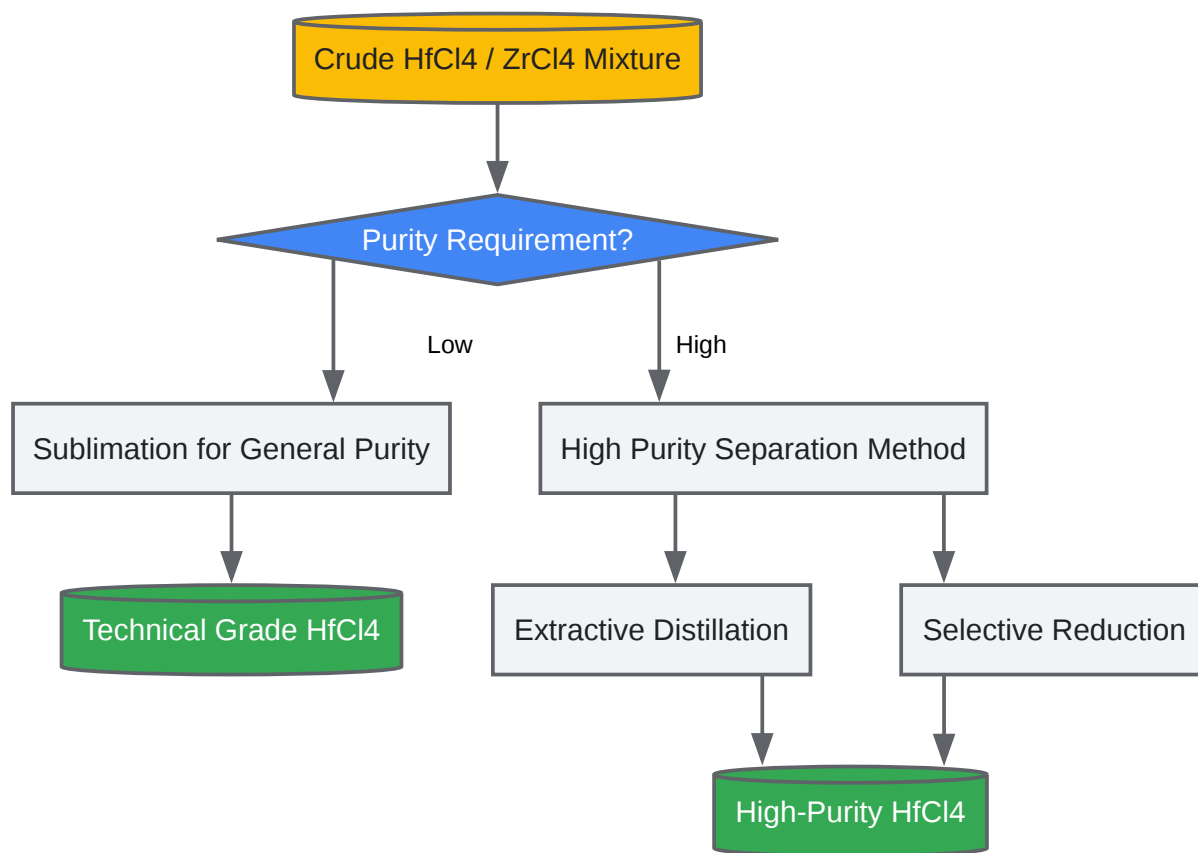 Crude HfCl4 / ZrCl4 Mixture
Purity Requirement?
Low
High
Sublimation for General Purity
High Purity Separation Method
Technical Grade HfCl4
Extractive Distillation
Selective Reduction
High-Purity HfCl4